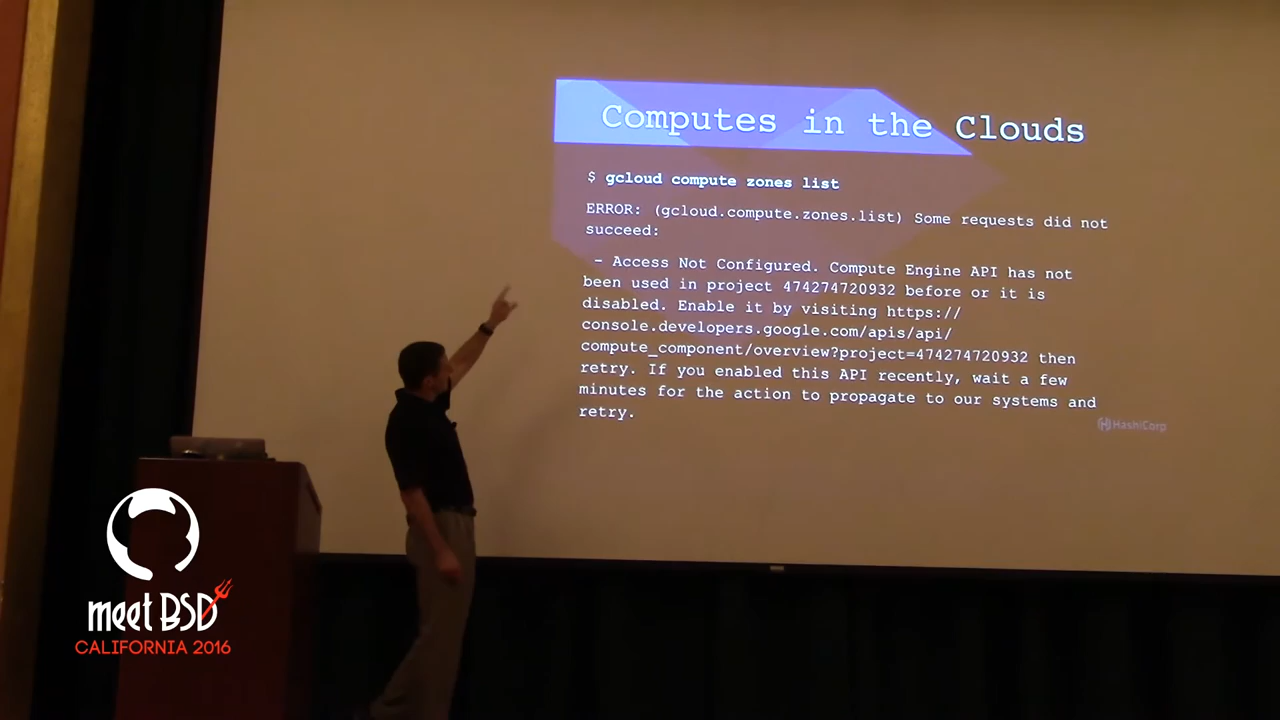 Computes in the Clouds
$ gcloud compute zones list
ERROR: (gcloud.compute.zones.list) Some requests did not
succeed:
- Access Not Configured. Compute Engine API has not
been used in project 474274720932 before or it is
disabled. Enable it by visiting https://
console.developers.google.com/apis/api/
compute_component/overview?project=474274720932 then
retry. If you enabled this API recently, wait a few
minutes for the action to propagate to our systems and
retry.
HashiCorp
meet BSD
CALIFORNIA 2016